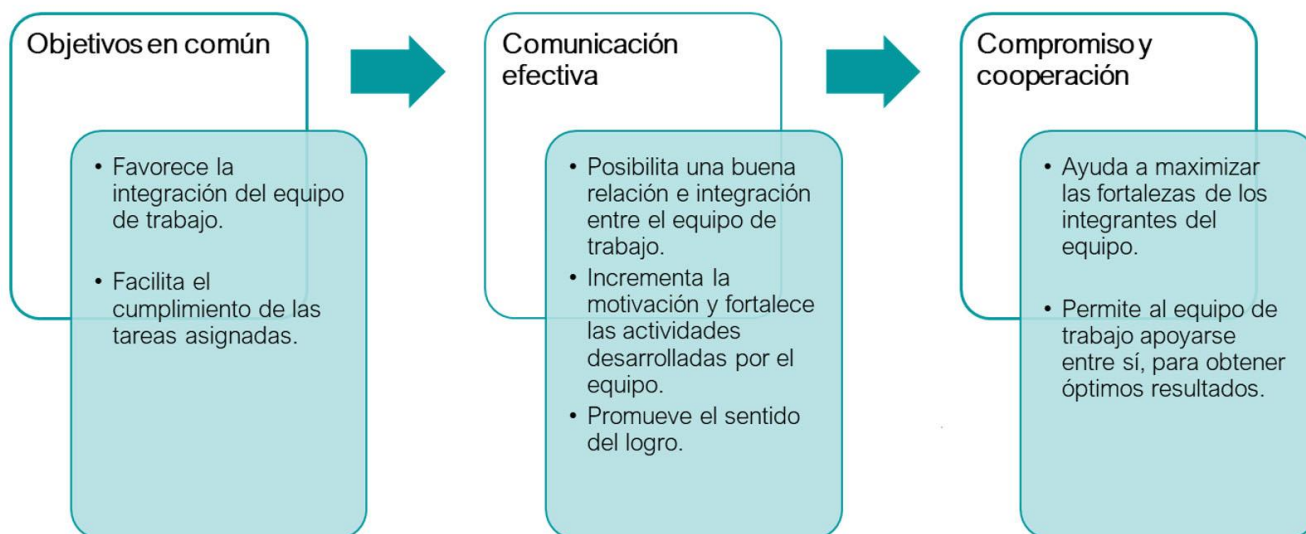 Objetivos en común
• Favorece la
integración del equipo
de trabajo.
• Facilita el
cumplimiento de las
tareas asignadas.
Comunicación
efectiva
• Posibilita una buena
relación e integración
entre el equipo de
trabajo.
• Incrementa la
motivación y fortalece
las actividades
desarrolladas por el
equipo.
• Promueve el sentido
del logro.
Compromiso y
cooperación
• Ayuda a maximizar
las fortalezas de los
integrantes del
equipo.
• Permite al equipo de
trabajo apoyarse
entre sí, para obtener
óptimos resultados.